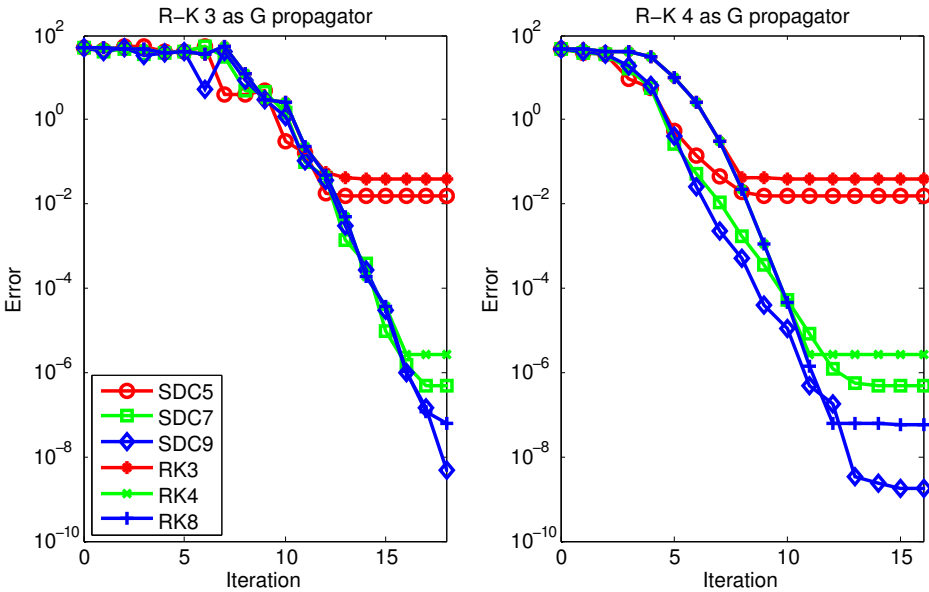 R−K 3 as G propagator
10^2
10^0
10^−2
10^−4
10^−6
10^−8
10^−10
Error
SDC5
SDC7
SDC9
RK3
RK4
RK8
0 5 10 15
Iteration
R−K 4 as G propagator
10^2
10^0
10^−2
10^−4
10^−6
10^−8
10^−10
Error
0 5 10 15
Iteration